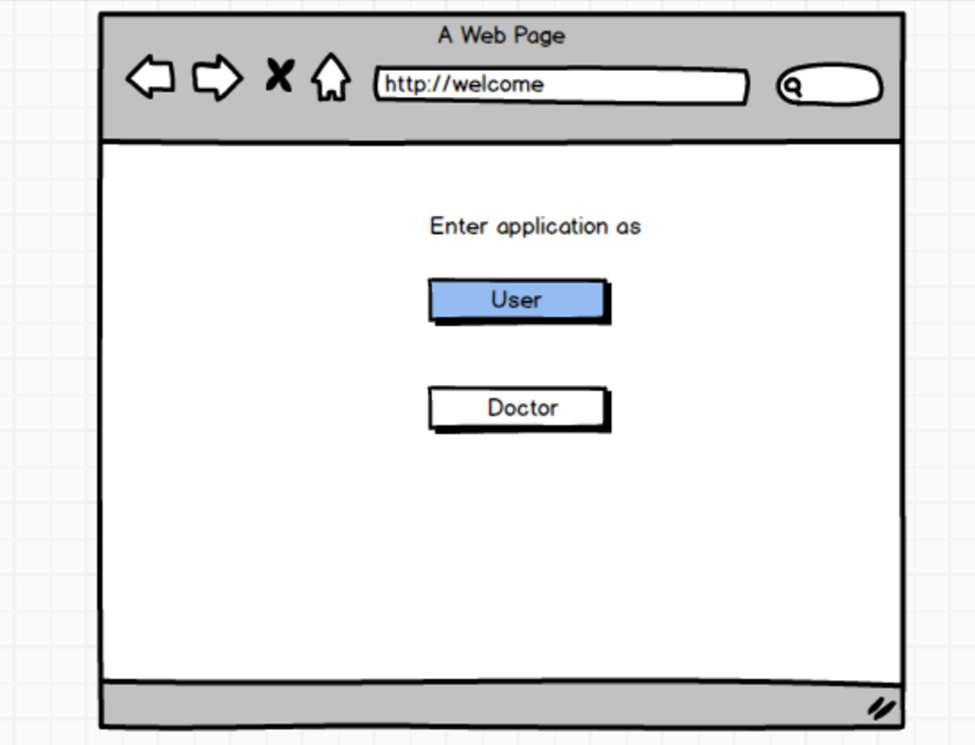 A Web Page
http://welcome
Enter application as
User
Doctor